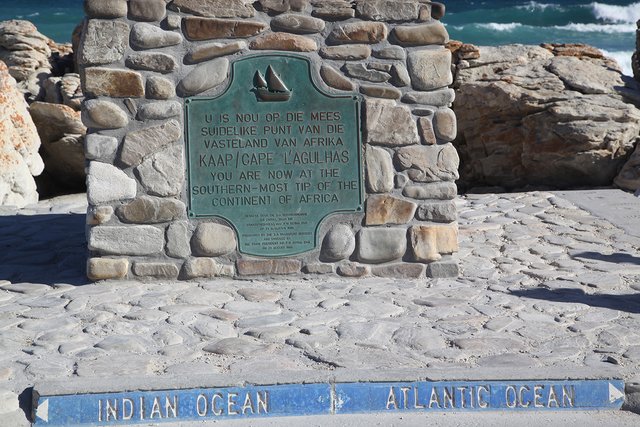 U IS NOU OP DIE MEES
SUIDELIKE PUNT VAN DIE
VASTELAND VAN AFRIKA
KAAP/CAPE L'AGULHAS
YOU ARE NOW AT THE
SOUTHERN-MOST TIP OF THE
CONTINENT OF AFRICA
INDIAN OCEAN ATLANTIC OCEAN